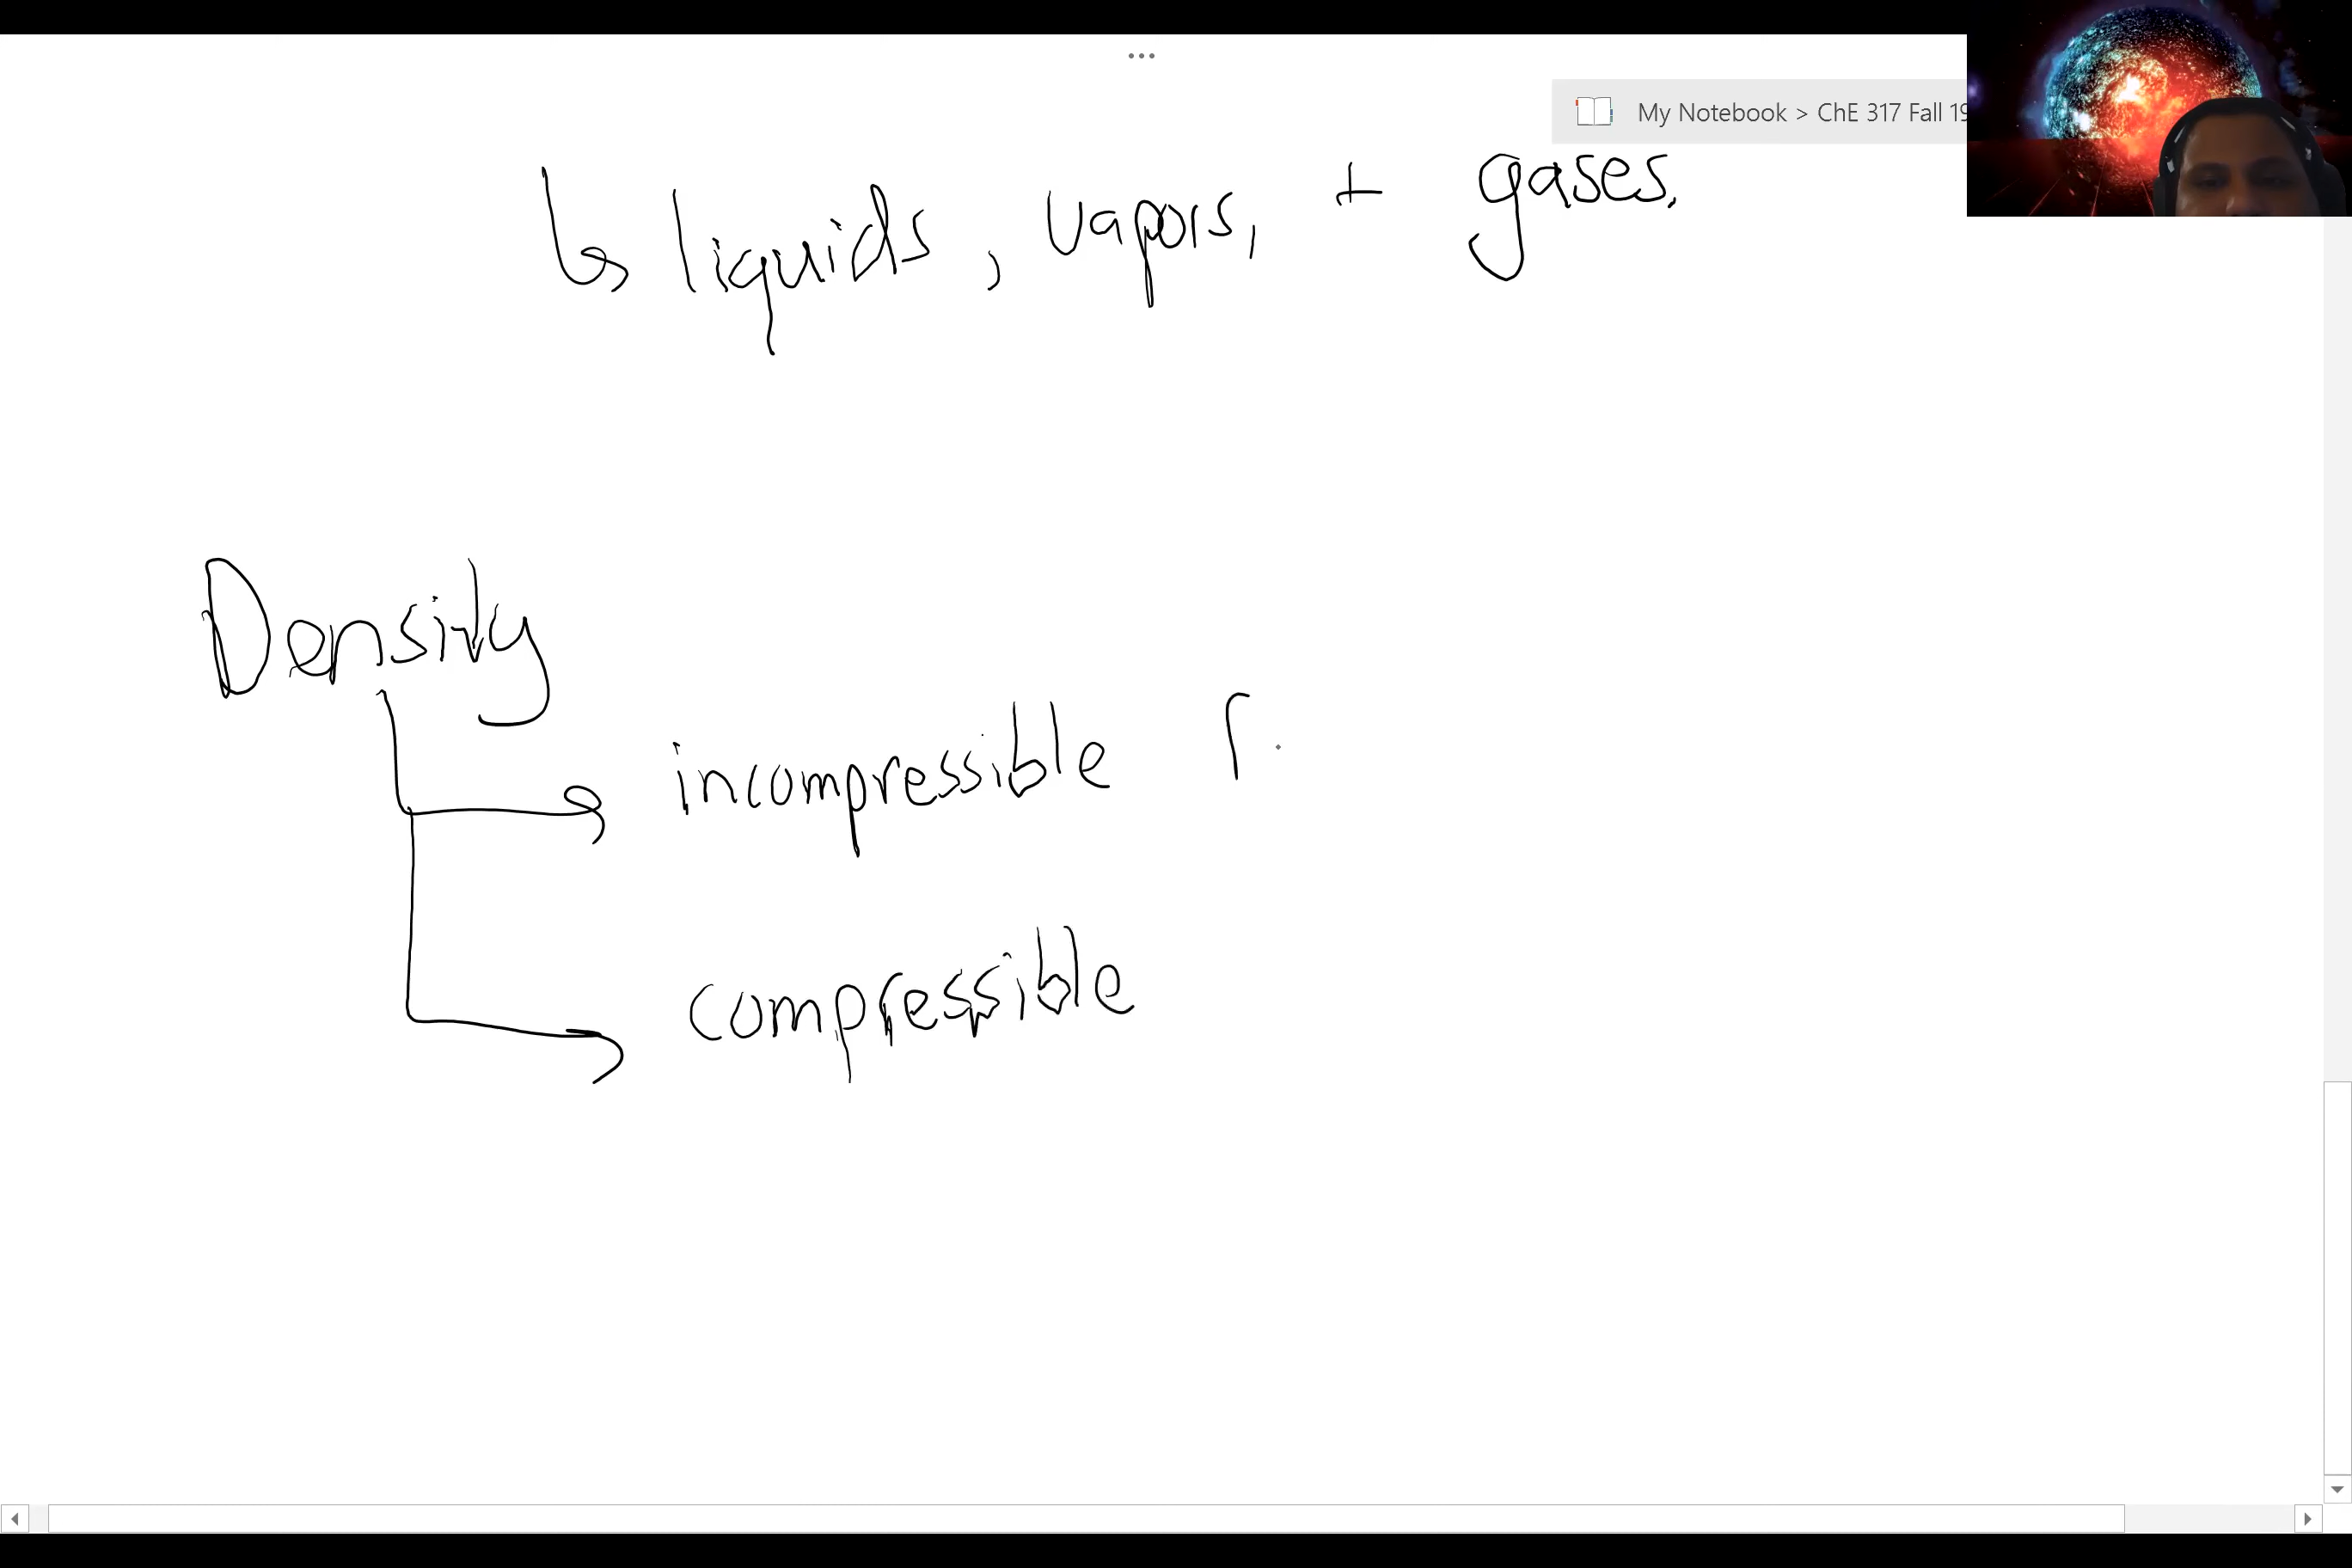 My Notebook > ChE 317 Fall 19
liquids, vapors, + gases.
Density
incompressible
compressible